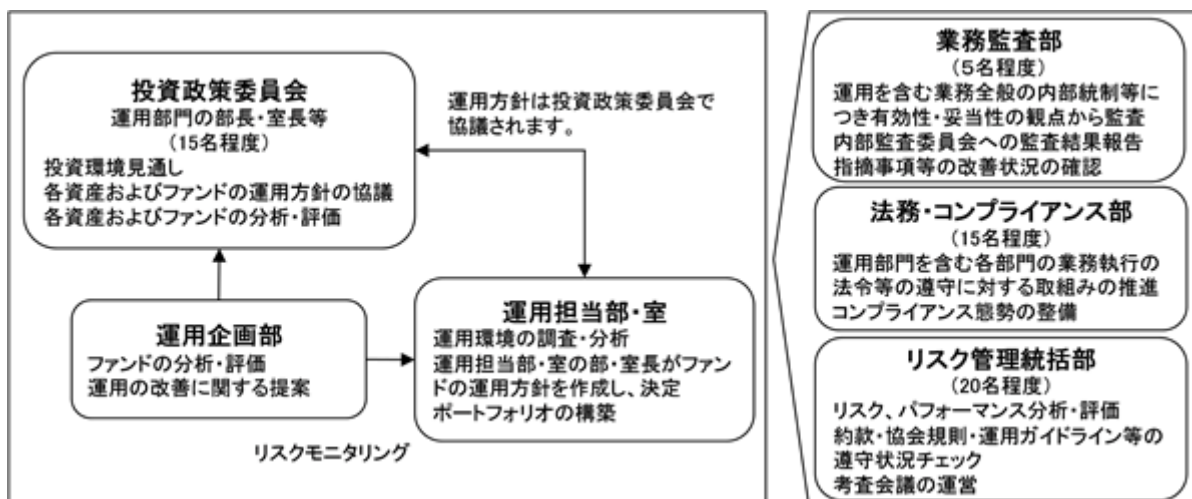 投資政策委員会
運用部門の部長・室長等
(15名程度)
投資環境見通し
各資産およびファンドの運用方針の協議
各資産およびファンドの分析・評価
運用方針は投資政策委員会で
協議されます。
運用企画部
ファンドの分析・評価
運用の改善に関する提案
運用担当部・室
運用環境の調査・分析
運用担当部・室の部・室長がファン
ドの運用方針を作成し、決定
ポートフォリオの構築
リスクモニタリング
業務監査部
(5名程度)
運用を含む業務全般の内部統制等に
つき有効性・妥当性の観点から監査
内部監査委員会への監査結果報告
指摘事項等の改善状況の確認
法務・コンプライアンス部
(15名程度)
運用部門を含む各部門の業務執行の
法令等の遵守に対する取組みの推進
コンプライアンス態勢の整備
リスク管理統括部
(20名程度)
リスク、パフォーマンス分析・評価
約款・協会規則・運用ガイドライン等の
遵守状況チェック
考査会議の運営